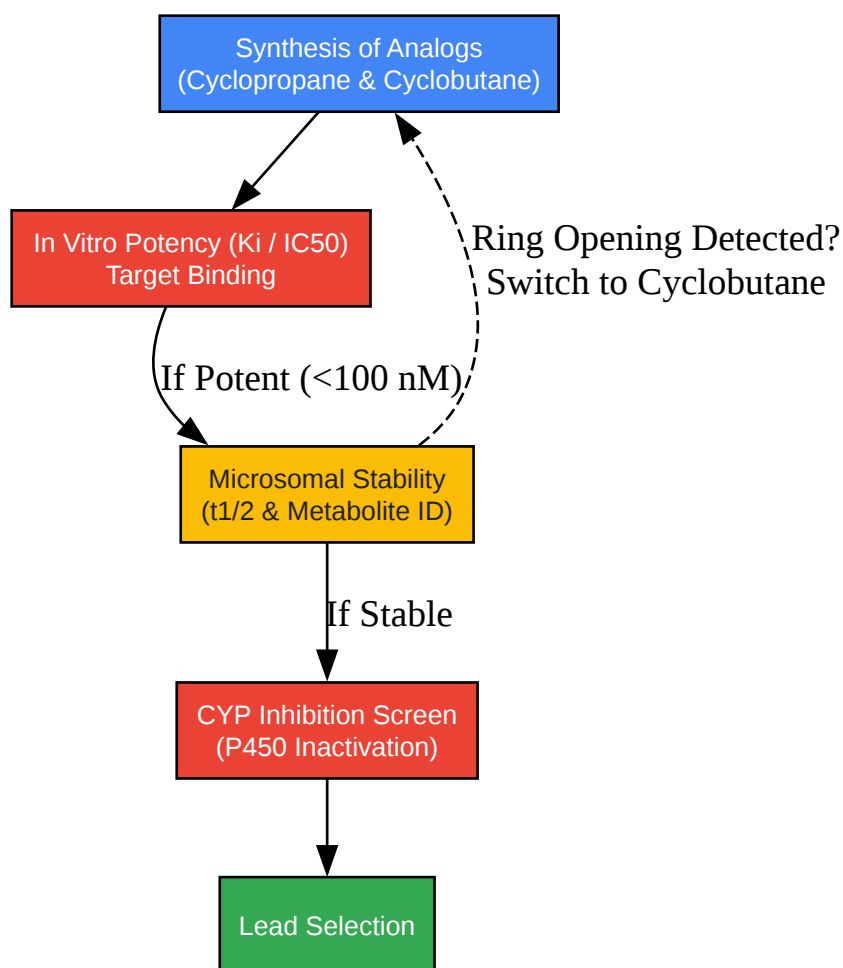 Synthesis of Analogs
(Cyclopropane & Cyclobutane)
In Vitro Potency (Ki / IC50)
Target Binding
Ring Opening Detected?
Switch to Cyclobutane
If Potent (<100 nM)
Microsomal Stability
(t1/2 & Metabolite ID)
If Stable
CYP Inhibition Screen
(P450 Inactivation)
Lead Selection